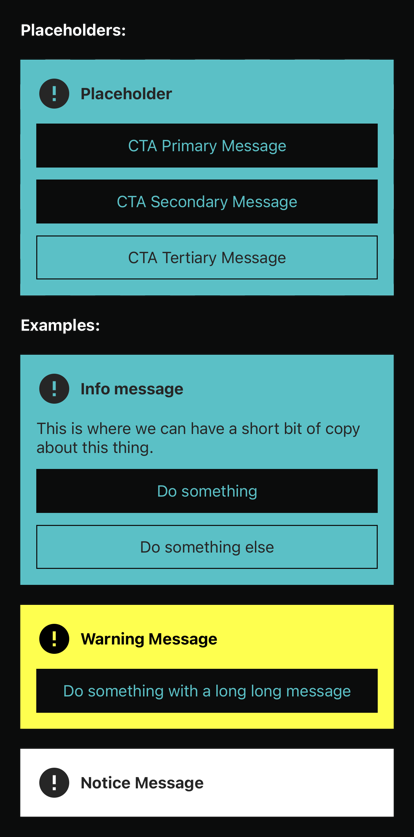 Placeholders:
Placeholder
CTA Primary Message
CTA Secondary Message
CTA Tertiary Message
Examples:
Info message
This is where we can have a short bit of copy
about this thing.
Do something
Do something else
Warning Message
Do something with a long long message
Notice Message